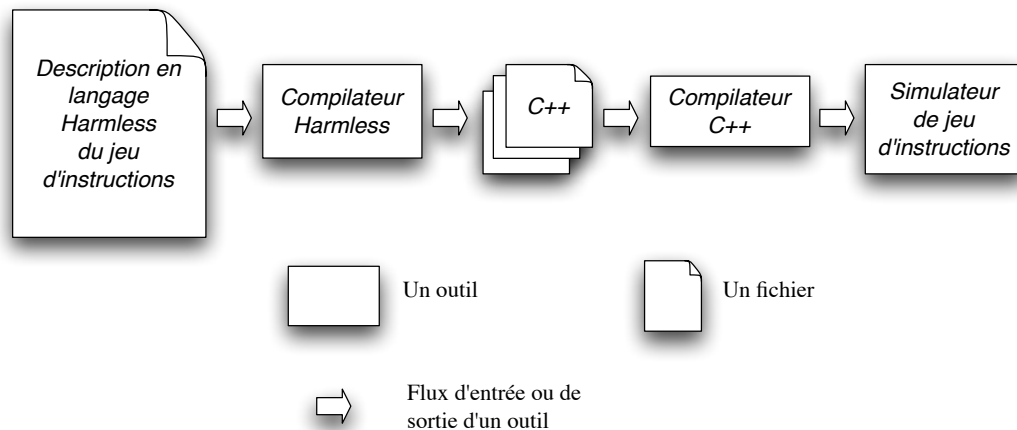 Description en
langage
Harmless
du jeu
d'instructions
Compilateur
Harmless
C++
Compilateur
C++
Simulateur
de jeu
d'instructions
Un outil
Un fichier
Flux d'entrée ou de
sortie d'un outil